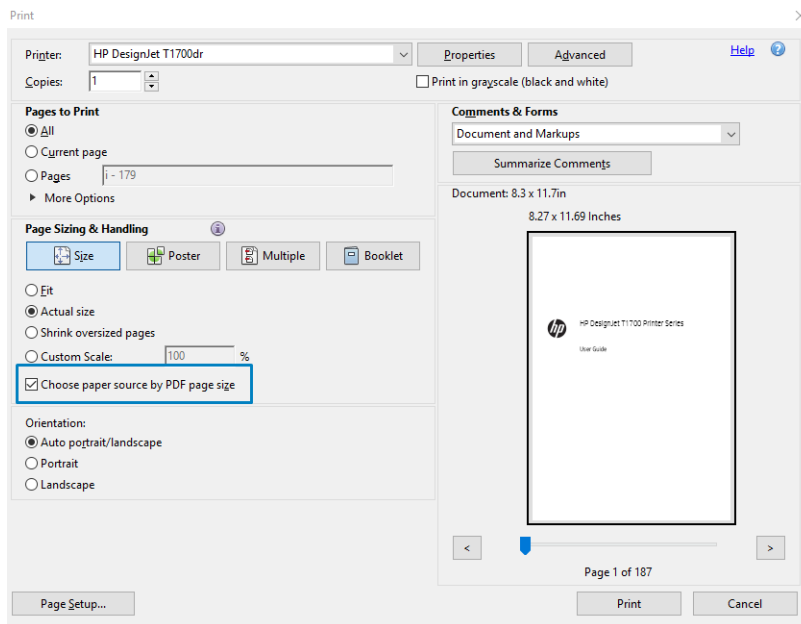 Print
Printer: HP DesignJet T1700dr Properties Advanced Help ?
Copies: 1 Print in grayscale (black and white)
Pages to Print
All
Current page
Pages i - 179
More Options
Comments & Forms
Document and Markups
Summarize Comments
Page Sizing & Handling i
Size Poster Multiple Booklet
Fit
Actual size
Shrink oversized pages
Custom Scale: 100 %
Choose paper source by PDF page size
Orientation:
Auto portrait/landscape
Portrait
Landscape
Document: 8.3 x 11.7in
8.27 x 11.69 Inches
hp
HP DesignJet T1700 Printer Series
User Guide
< >
Page 1 of 187
Page Setup... Print Cancel